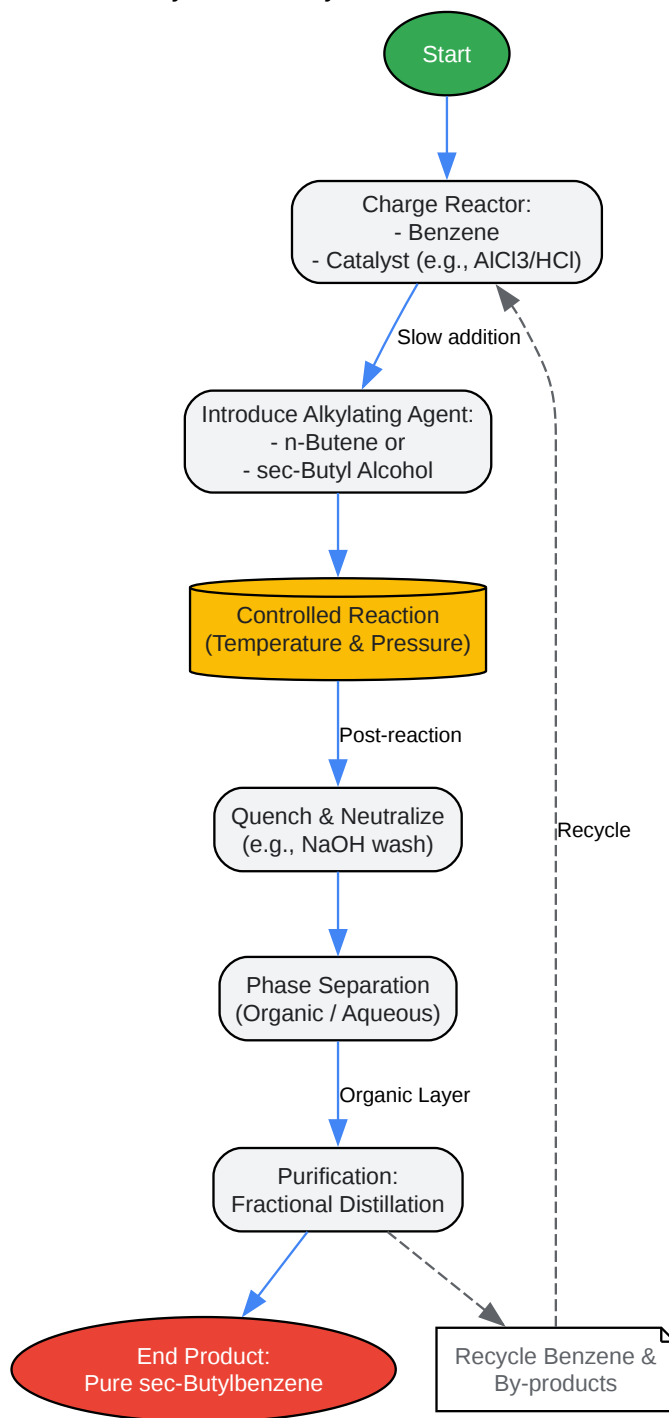 Start
Charge Reactor:
- Benzene
- Catalyst (e.g., AlCl3/HCl)
Slow addition
Introduce Alkylating Agent:
- n-Butene or
- sec-Butyl Alcohol
Controlled Reaction
(Temperature & Pressure)
Post-reaction
Quench & Neutralize
(e.g., NaOH wash)
Recycle
Phase Separation
(Organic / Aqueous)
Organic Layer
Purification:
Fractional Distillation
End Product:
Pure sec-Butylbenzene
Recycle Benzene &
By-products